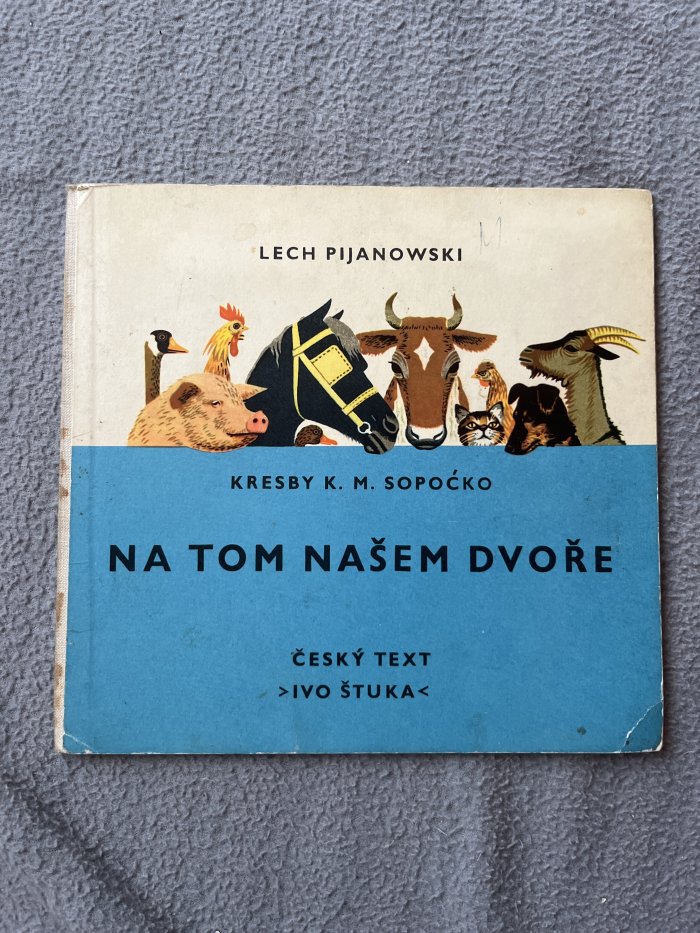 LECH PIJANOWSKI
KRESBY K. M. SOPOĆKO
NA TOM NAŠEM DVOŘE
ČESKÝ TEXT
>IVO ŠTUKA<